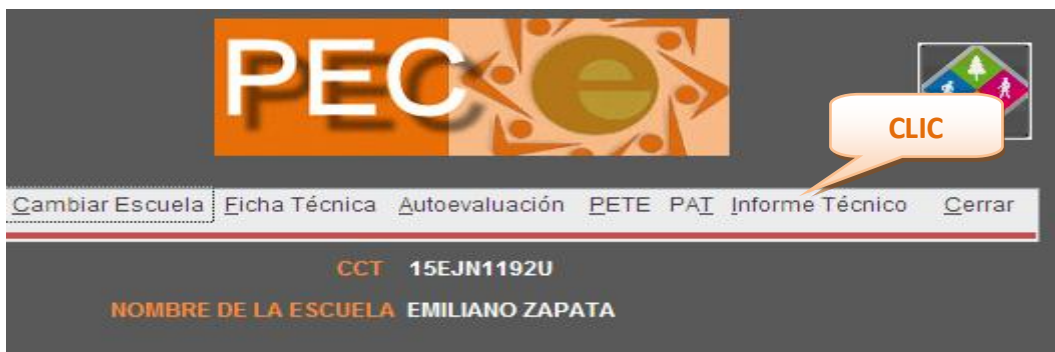 PEC e
CLIC
Cambiar Escuela Ficha Técnica Autoevaluación PETE PAT Informe Técnico Cerrar
CCT 15EJN1192U
NOMBRE DE LA ESCUELA EMILIANO ZAPATA